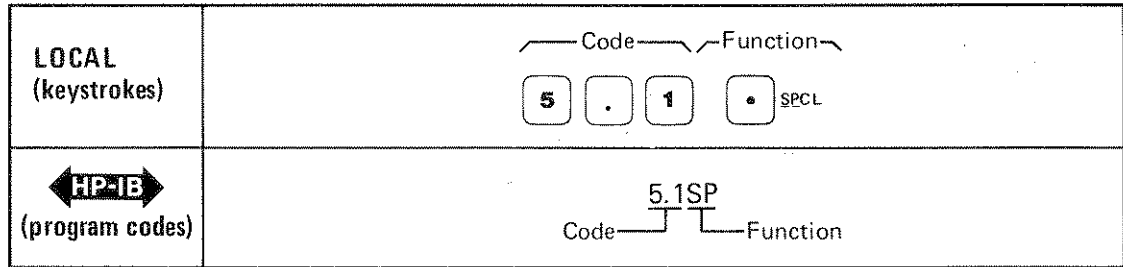 LOCAL
(keystrokes)
Code Function
5 . 1 • SPCL
HP-IB
(program codes)
5.1SP
Code Function